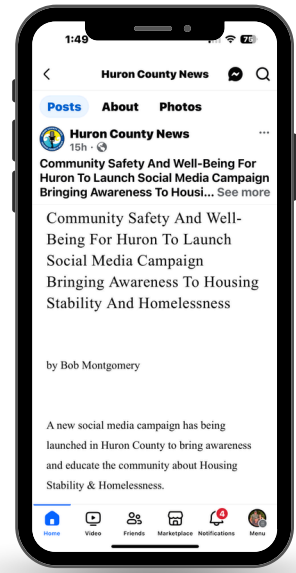 1:49
75
Huron County News
Posts About Photos
Huron County News
15h ·
Community Safety And Well-Being For
Huron To Launch Social Media Campaign
Bringing Awareness To Housi... See more
Community Safety And Well-
Being For Huron To Launch
Social Media Campaign
Bringing Awareness To Housing
Stability And Homelessness
by Bob Montgomery
A new social media campaign has being
launched in Huron County to bring awareness
and educate the community about Housing
Stability & Homelessness.
4
Home Video Friends Marketplace Notifications Menu